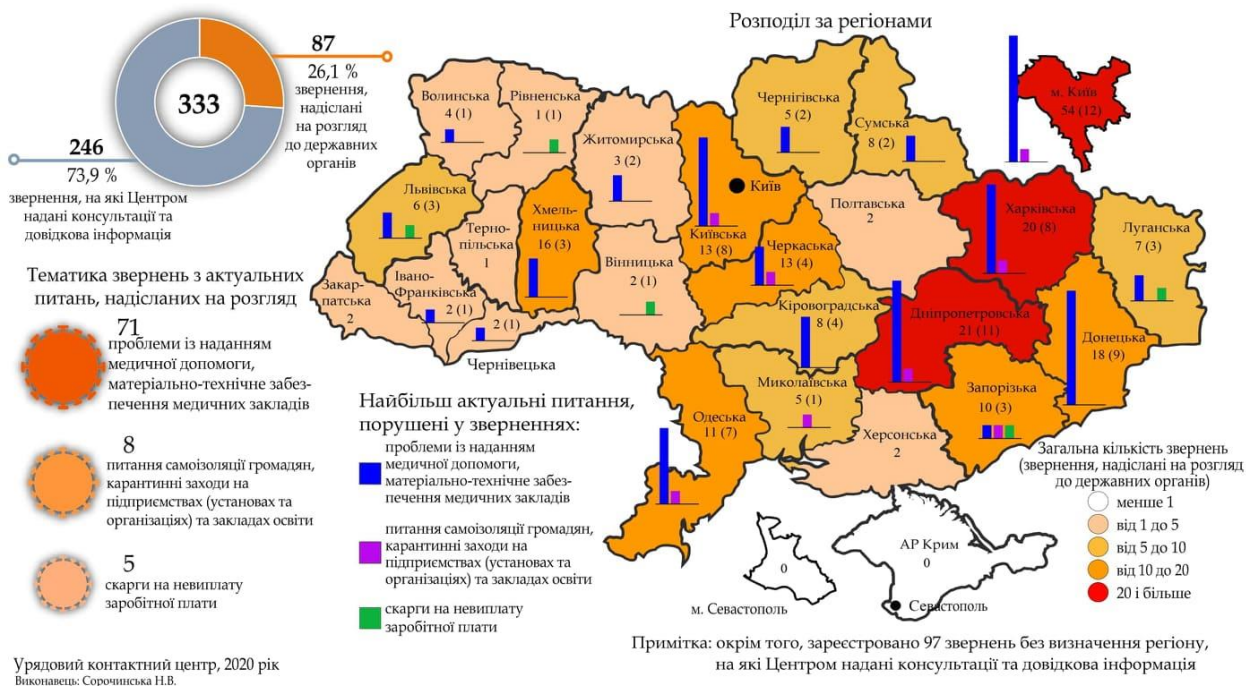 333
87
26,1 %
звернення,
надіслані
на розгляд
до державних
органів
246
73,9 %
звернення, на які Центром
надані консультації та
довідкова інформація
Тематика звернень з актуальних
питань, надісланих на розгляд
71
проблеми із наданням
медичної допомоги,
матеріально-технічне забез-
печення медичних закладів
8
питання самоізоляції громадян,
карантинні заходи на
підприємствах (установах та
організаціях) та закладах освіти
5
скарги на невиплату
заробітної плати
Урядовий контактний центр, 2020 рік
Виконавець: Сорочинська Н.В.
Розподіл за регіонами
Волинська
4 (1)
Рівненська
1 (1)
Житомирська
3 (2)
Чернігівська
5 (2)
Сумська
8 (2)
м. Київ
54 (12)
Київ
Львівська
6 (3)
Терно-
пільська
1
Хмель-
ницька
16 (3)
Київська
13 (8)
Черкаська
13 (4)
Полтавська
2
Харківська
20 (8)
Луганська
7 (3)
Закар-
патська
2
Івано-
Франківська
2 (1)
2 (1)
Чернівецька
Вінницька
2 (1)
Кіровоградська
8 (4)
Дніпропетровська
21 (11)
Донецька
18 (9)
Одеська
11 (7)
Миколаївська
5 (1)
Херсонська
2
Запорізька
10 (3)
АР Крим
0
Севастополь
0
м. Севастополь
Найбільш актуальні питання,
порушені у зверненнях:
проблеми із наданням
медичної допомоги,
матеріально-технічне забез-
печення медичних закладів
питання самоізоляції громадян,
карантинні заходи на
підприємствах (установах та
організаціях) та закладах освіти
скарги на невиплату
заробітної плати
Загальна кількість звернень
(звернення, надіслані на розгляд
до державних органів)
менше 1
від 1 до 5
від 5 до 10
від 10 до 20
20 і більше
Примітка: окрім того, зареєстровано 97 звернень без визначення регіону,
на які Центром надані консультації та довідкова інформація